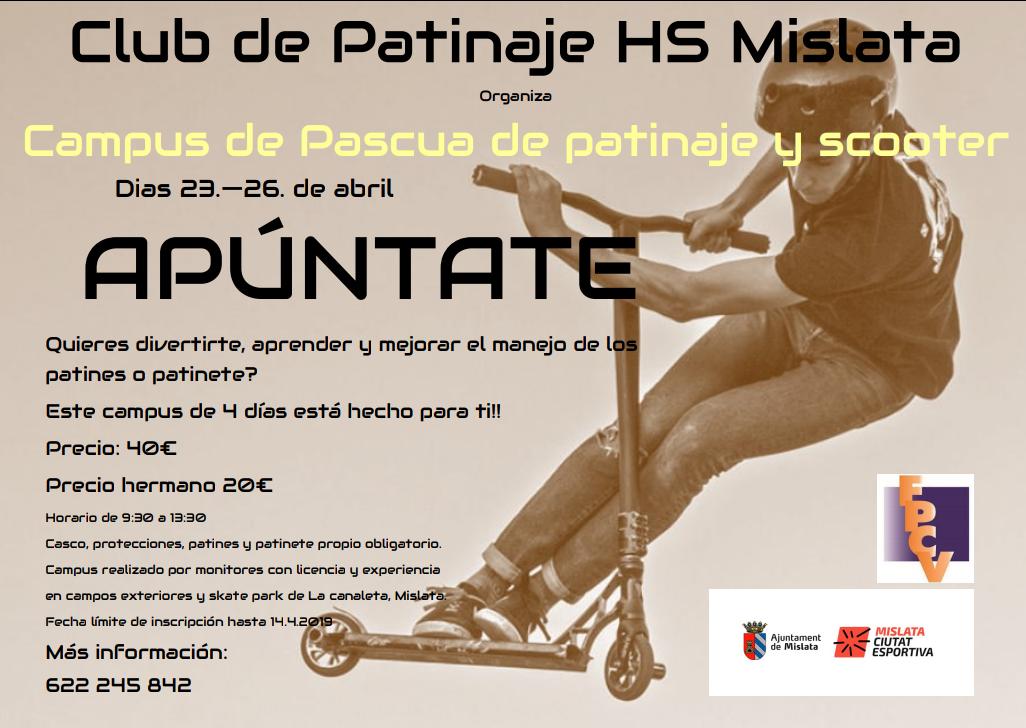 Club de Patinaje HS Mislata
Organiza
Campus de Pascua de patinaje y scooter
Dias 23.—26. de abril
APÚNTATE
Quieres divertirte, aprender y mejorar el manejo de los
patines o patinete?
Este campus de 4 días está hecho para ti!!
Precio: 40€
Precio hermano 20€
Horario de 9:30 a 13:30
Casco, protecciones, patines y patinete propio obligatorio.
Campus realizado por monitores con licencia y experiencia
en campos exteriores y skate park de La canaleta, Mislata.
Fecha límite de inscripción hasta 14.4.2019
Más información:
622 245 842
FPCV
Ajuntament
de Mislata
MISLATA
CIUTAT
ESPORTIVA